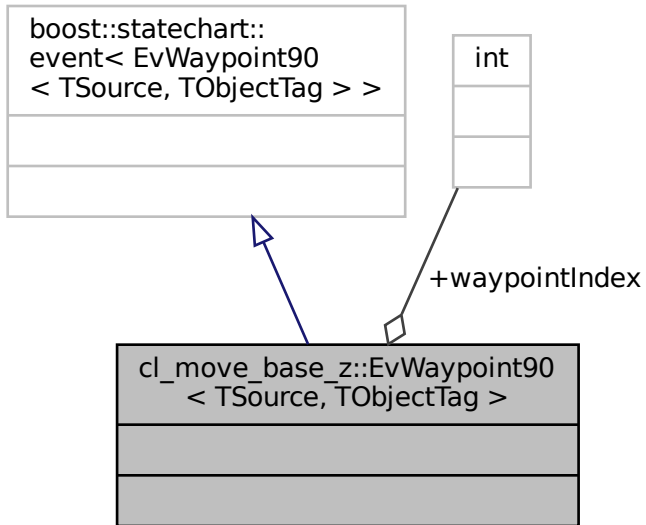 boost::statechart::
event< EvWaypoint90
< TSource, TObjectTag > >
int
+waypointIndex
cl_move_base_z::EvWaypoint90
< TSource, TObjectTag >